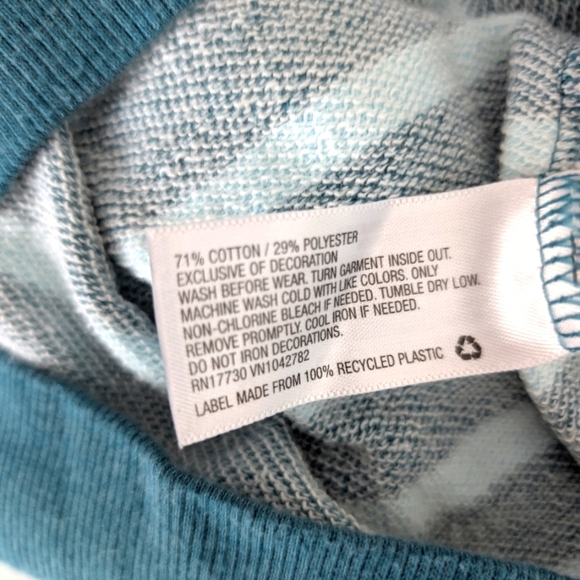 71% COTTON / 29% POLYESTER
EXCLUSIVE OF DECORATION
WASH BEFORE WEAR. TURN GARMENT INSIDE OUT.
MACHINE WASH COLD WITH LIKE COLORS. ONLY
NON-CHLORINE BLEACH IF NEEDED. TUMBLE DRY LOW.
REMOVE PROMPTLY. COOL IRON IF NEEDED.
DO NOT IRON DECORATIONS.
RN17730 VN1042782
LABEL MADE FROM 100% RECYCLED PLASTIC